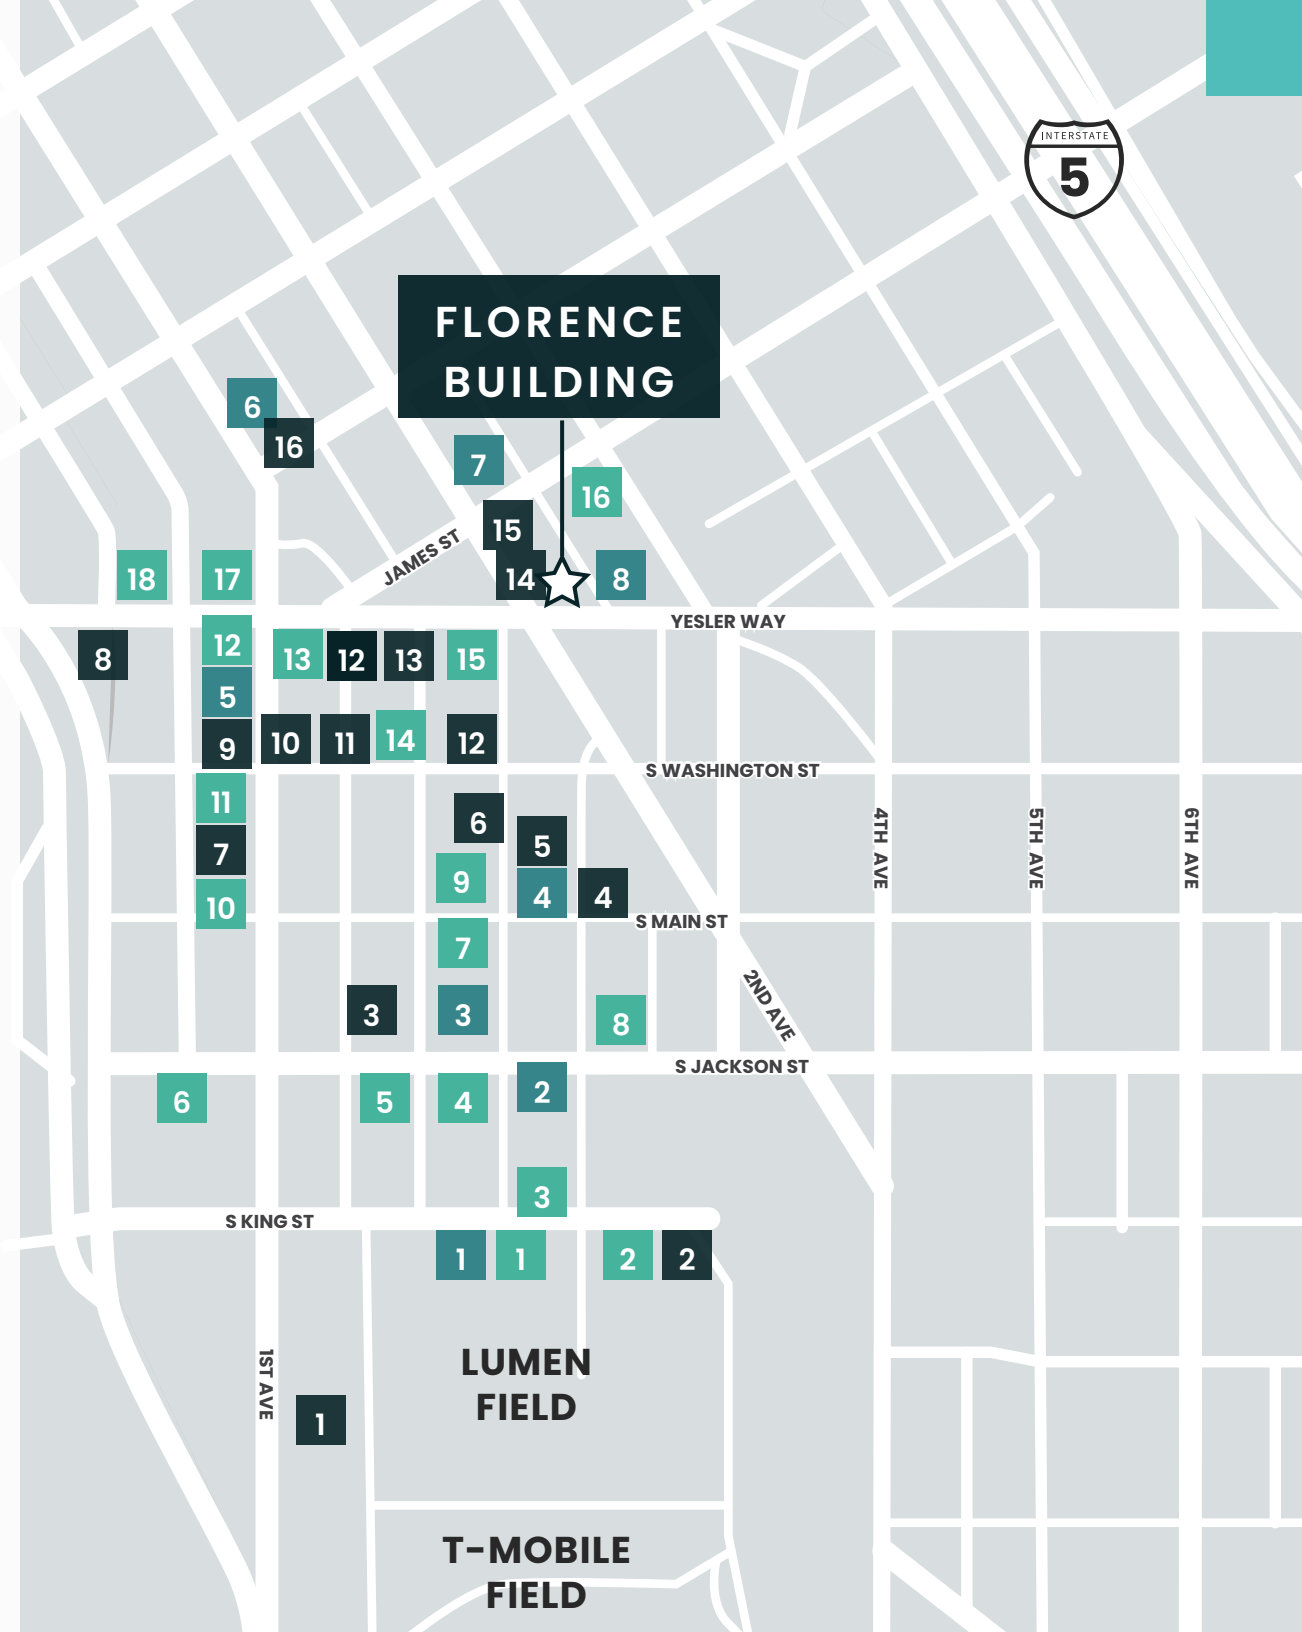 INTERSTATE
5
FLORENCE
BUILDING
6
16
7
16
15
JAMES ST
18
17
14
8
YESLER WAY
12
8
13
12
13
15
5
9
10
11
14
12
S WASHINGTON ST
11
6
4TH AVE
5TH AVE
6TH AVE
5
7
9
4
4
10
S MAIN ST
7
2ND AVE
3
3
8
S JACKSON ST
2
6
5
4
3
S KING ST
1
1
2
2
LUMEN
FIELD
1ST AVE
1
T-MOBILE
FIELD